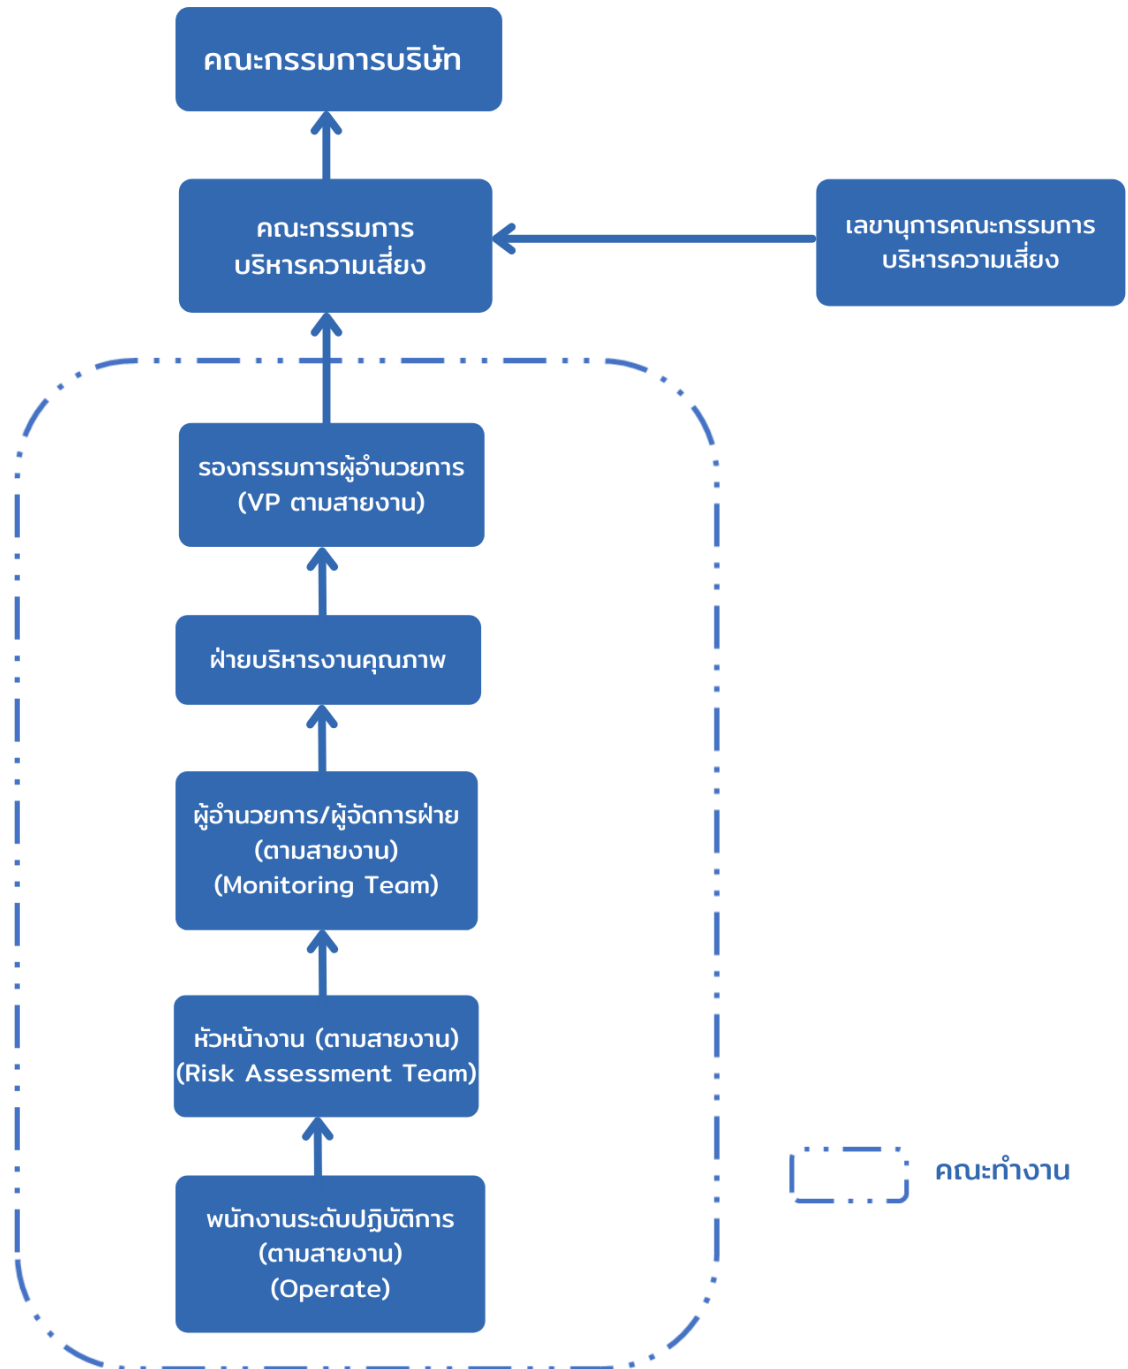 คณะกรรมการบริษัท
คณะกรรมการ
บริหารความเสี่ยง
เลขานุการคณะกรรมการ
บริหารความเสี่ยง
รองกรรมการผู้อำนวยการ
(VP ตามสายงาน)
ฝ่ายบริหารงานคุณภาพ
ผู้อำนวยการ/ผู้จัดการฝ่าย
(ตามสายงาน)
(Monitoring Team)
หัวหน้างาน (ตามสายงาน)
(Risk Assessment Team)
พนักงานระดับปฏิบัติการ
(ตามสายงาน)
(Operate)
คณะทำงาน